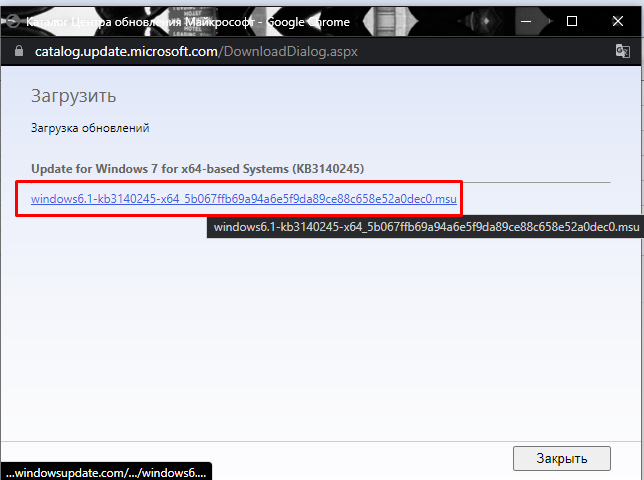 Каталог Центра обновления Майкрософт - Google Chrome
catalog.update.microsoft.com/DownloadDialog.aspx
Загрузить
Загрузка обновлений
Update for Windows 7 for x64-based Systems (KB3140245)
windows6.1-kb3140245-x64_5b067ffb69a94a6e5f9da89ce88c658e52a0dec0.msu
windows6.1-kb3140245-x64_5b067ffb69a94a6e5f9da89ce88c658e52a0dec0.msu
Закрыть
...windowsupdate.com/.../windows6....